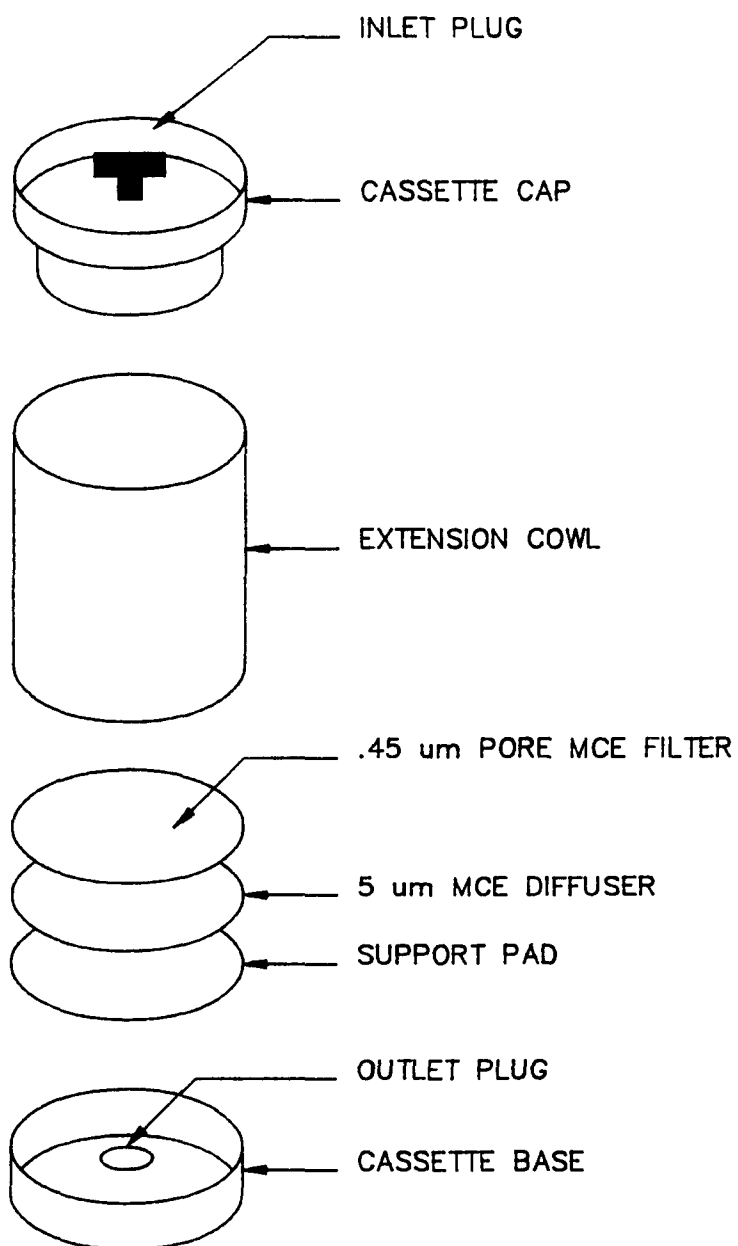 INLET PLUG
CASSETTE CAP
EXTENSION COWL
.45 um PORE MCE FILTER
5 um MCE DIFFUSER
SUPPORT PAD
OUTLET PLUG
CASSETTE BASE